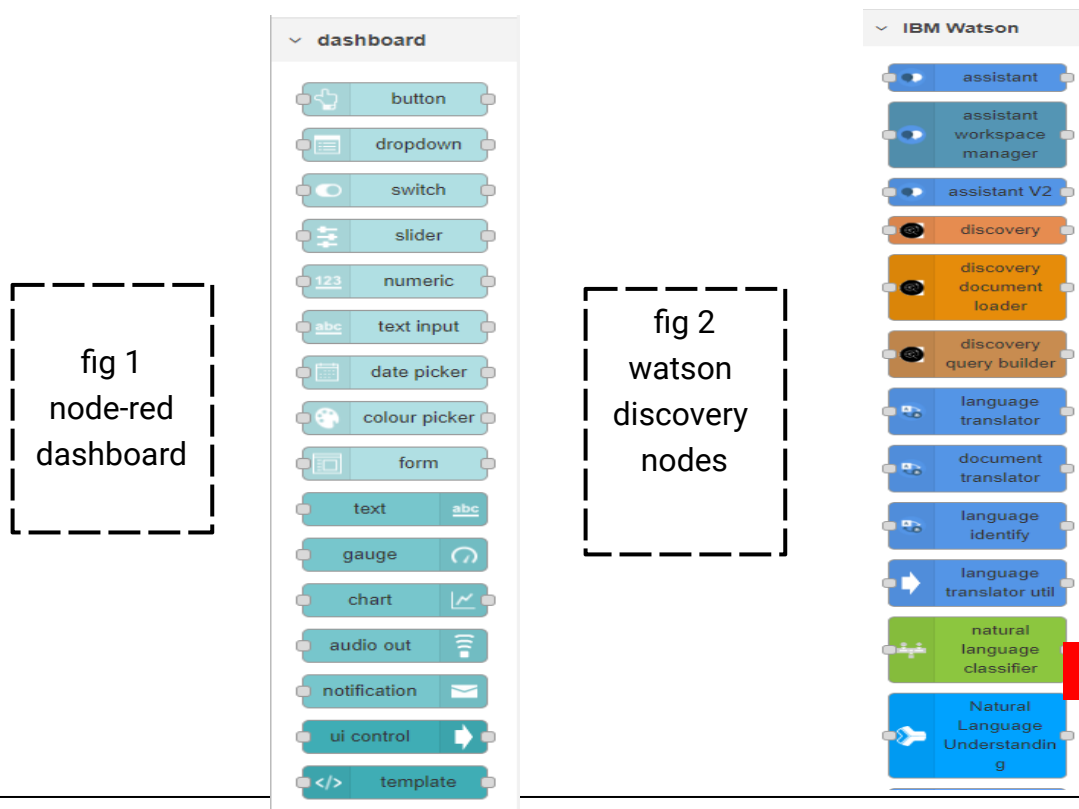 fig 1
node-red
dashboard
dashboard
button
dropdown
switch
slider
123 numeric
abc text input
date picker
colour picker
form
text abc
gauge
chart
audio out
notification
ui control
</> template
fig 2
watson
discovery
nodes
IBM Watson
assistant
assistant
workspace
manager
assistant V2
discovery
discovery
document
loader
discovery
query builder
language
translator
document
translator
language
identify
language
translator util
natural
language
classifier
Natural
Language
Understandin
g